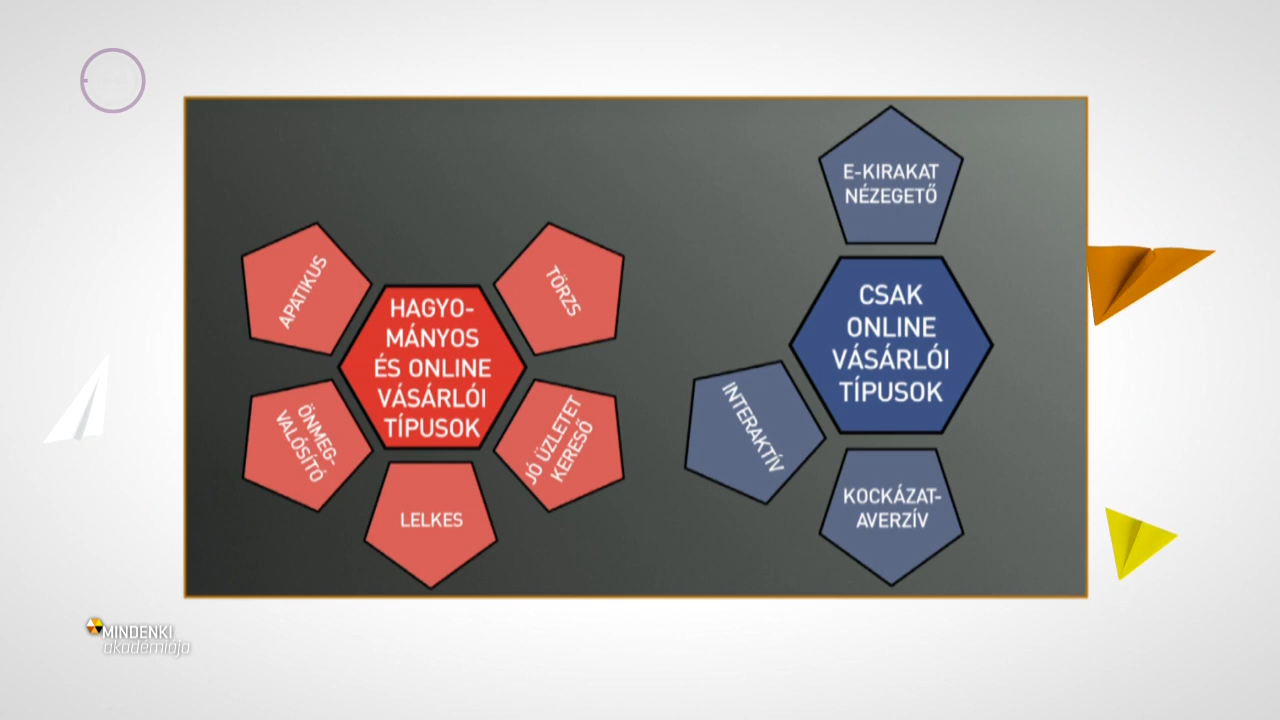 E-KIRAKAT
NÉZEGETŐ
APATIKUS
TÖRZS
HAGYO-
MÁNYOS
ÉS ONLINE
VÁSÁRLÓI
TÍPUSOK
CSAK
ONLINE
VÁSÁRLÓI
TÍPUSOK
ÖNMEG-
VALÓSÍTÓ
JÓ ÜZLETET
KERESŐ
INTERAKTÍV
LELKES
KOCKÁZAT-
AVERZÍV
MINDENKI
akadémiája